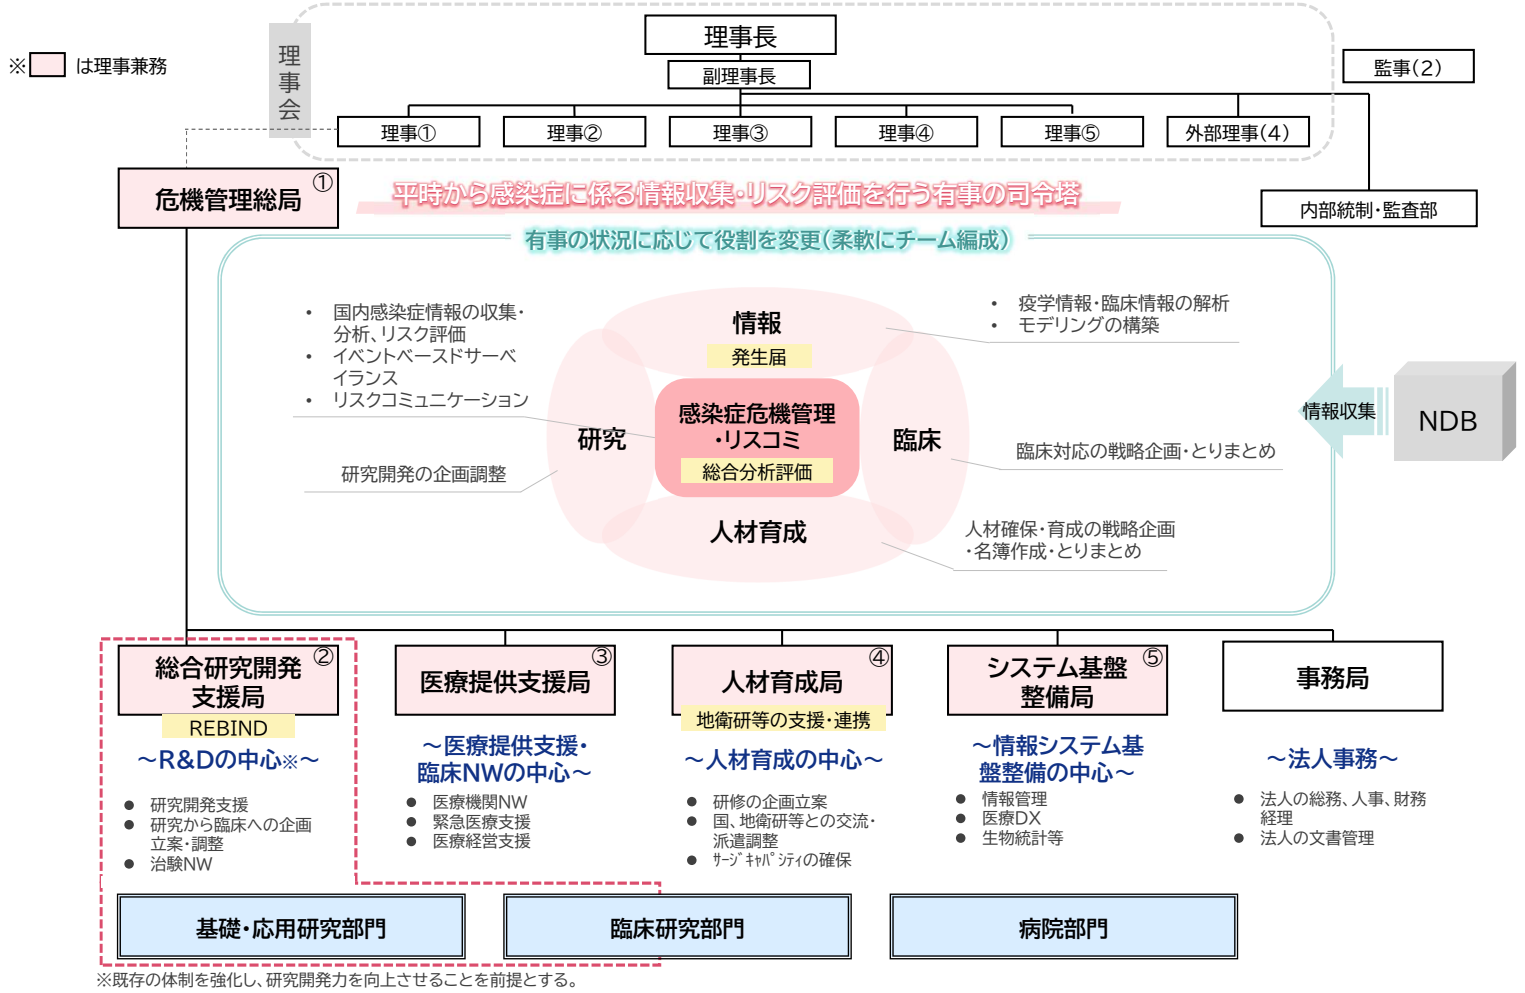 ※ は理事兼務
理事会
理事長
副理事長
理事①
理事②
理事③
理事④
理事⑤
外部理事(4)
監事(2)
内部統制・監査部
危機管理総局
①
平時から感染症に係る情報収集・リスク評価を行う有事の司令塔
有事の状況に応じて役割を変更(柔軟にチーム編成)
• 国内感染症情報の収集・
分析、リスク評価
• イベントベースドサーベ
イランス
• リスクコミュニケーション
研究開発の企画調整
情報
発生届
研究
感染症危機管理
・リスコミ
総合分析評価
臨床
人材育成
• 疫学情報・臨床情報の解析
• モデリングの構築
臨床対応の戦略企画・とりまとめ
人材確保・育成の戦略企画
・名簿作成・とりまとめ
情報収集
NDB
総合研究開発
支援局
②
REBIND
～R&Dの中心※～
● 研究開発支援
● 研究から臨床への企画
立案・調整
● 治験NW
医療提供支援局
③
～医療提供支援・
臨床NWの中心～
● 医療機関NW
● 緊急医療支援
● 医療経営支援
人材育成局
④
地衛研等の支援・連携
～人材育成の中心～
● 研修の企画立案
● 国、地衛研等との交流・
派遣調整
● ｻｰｼﾞｷｬﾊﾟｼﾃｨの確保
システム基盤
整備局
⑤
～情報システム基
盤整備の中心～
● 情報管理
● 医療DX
● 生物統計等
事務局
～法人事務～
● 法人の総務、人事、財務
経理
● 法人の文書管理
基礎・応用研究部門
臨床研究部門
病院部門
※既存の体制を強化し、研究開発力を向上させることを前提とする。